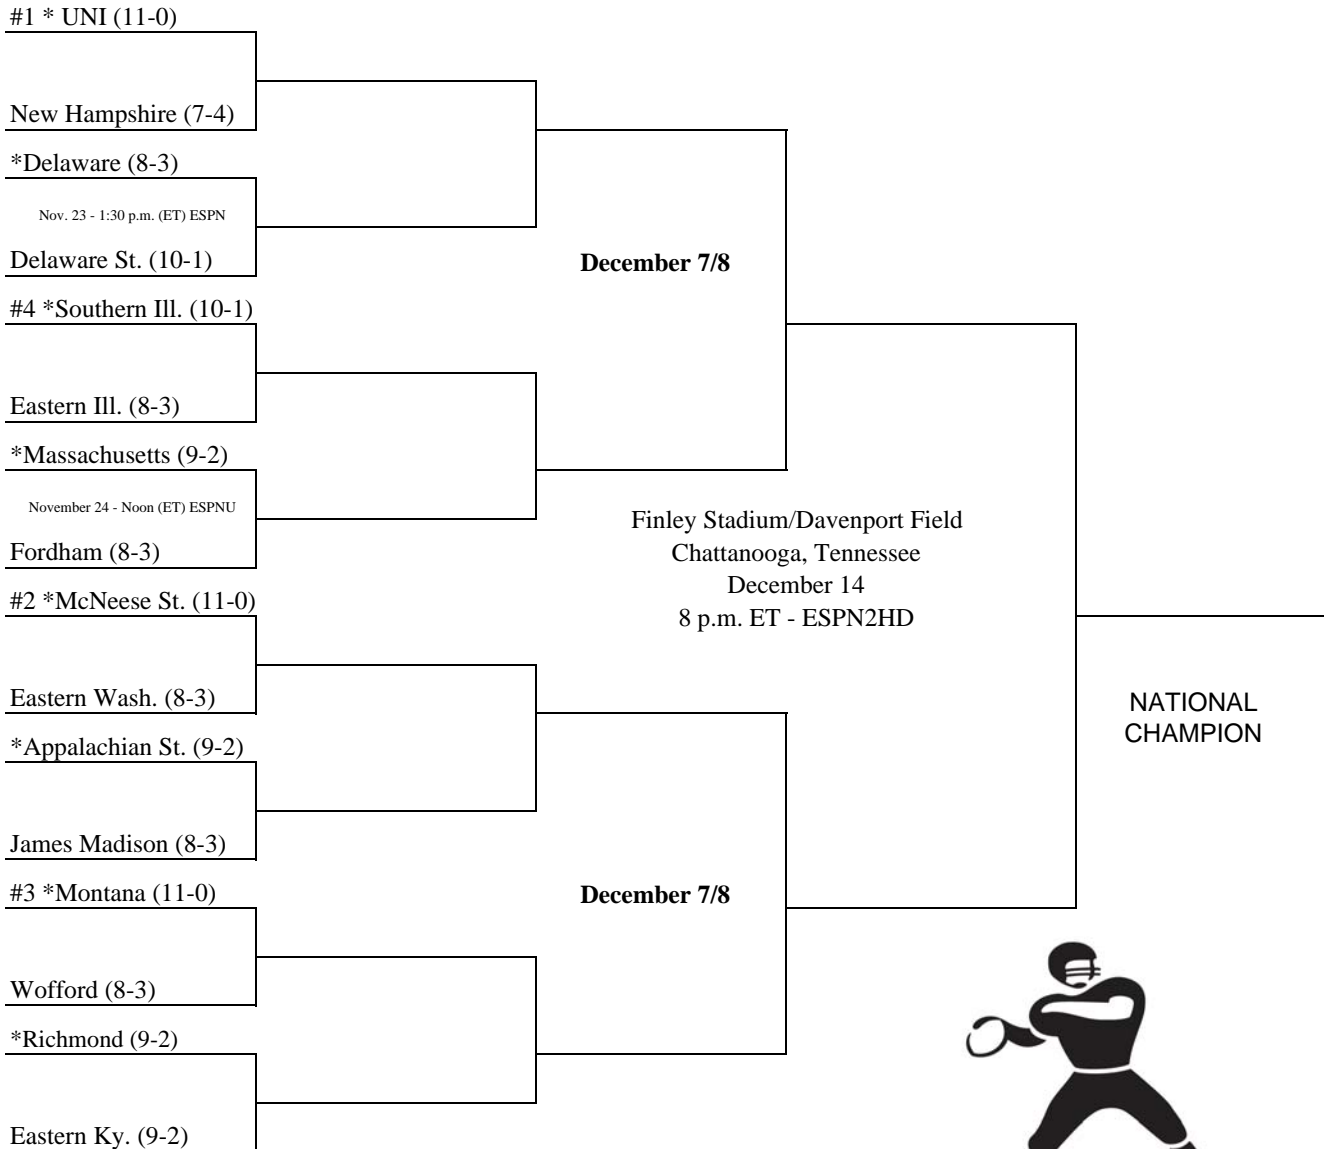 #1 * UNI (11-0)
New Hampshire (7-4)
*Delaware (8-3)
Nov. 23 - 1:30 p.m. (ET) ESPN
Delaware St. (10-1)
December 7/8
#4 *Southern Ill. (10-1)
Eastern Ill. (8-3)
*Massachusetts (9-2)
November 24 - Noon (ET) ESPNU
Fordham (8-3)
Finley Stadium/Davenport Field
Chattanooga, Tennessee
December 14
8 p.m. ET - ESPN2HD
#2 *McNeese St. (11-0)
Eastern Wash. (8-3)
NATIONAL
CHAMPION
*Appalachian St. (9-2)
James Madison (8-3)
#3 *Montana (11-0)
December 7/8
Wofford (8-3)
*Richmond (9-2)
Eastern Ky. (9-2)